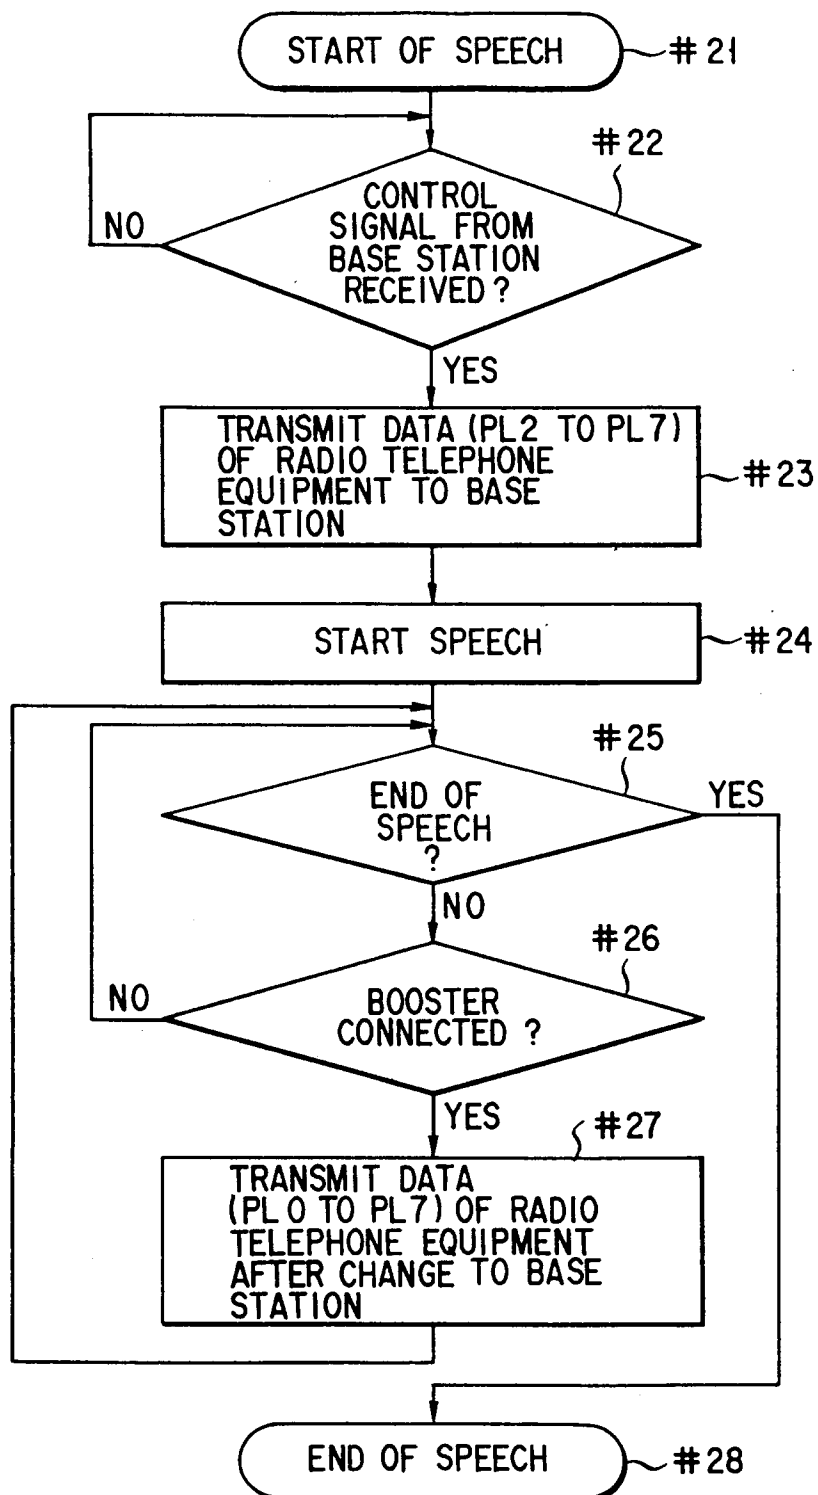 START OF SPEECH
#21
#22
CONTROL
SIGNAL FROM
BASE STATION
RECEIVED?
NO
YES
TRANSMIT DATA (PL2 TO PL7)
OF RADIO TELEPHONE
EQUIPMENT TO BASE
STATION
#23
START SPEECH
#24
#25
END OF
SPEECH
?
YES
NO
#26
BOOSTER
CONNECTED ?
NO
YES
#27
TRANSMIT DATA
(PL0 TO PL7) OF RADIO
TELEPHONE EQUIPMENT
AFTER CHANGE TO BASE
STATION
END OF SPEECH
#28